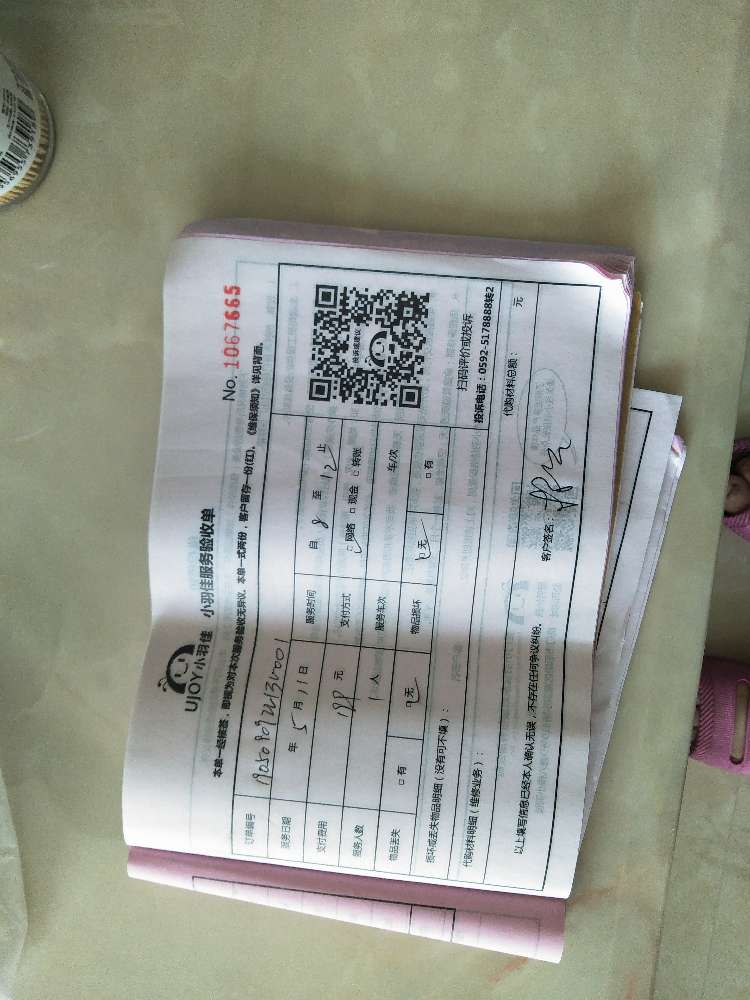 UJOY小羽佳 小羽佳服务验收单
No. 1067665
本单一经核签，即视为对本次服务验收无异议。本单一式两份，客户留存一份(红)。《维保须知》详见背面。
订单编号
服务日期 年 5 月 11 日 服务时间 自 8 至 12 止
支付费用 元 支付方式 网络 现金 转账
服务人数 1 人 服务车次 车/次
物品丢失 有 无 物品损坏 无 有
投诉或建议
扫码评价或投诉
投诉电话：0592-5178888转2
损坏或丢失物品明细（没有可不填）：
代购材料明细（维修业务）：
代购材料总额： 元
以上填写信息已经本人确认无误，不存在任何争议纠纷。 客户签名：